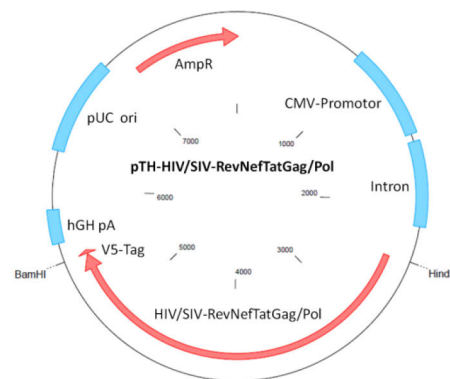 AmpR
CMV-Promotor
pUC ori
7000
1000
pTH-HIV/SIV-RevNefTatGag/Pol
Intron
6000
2000
hGH pA
V5-Tag
5000
3000
BamHI
Hind
4000
HIV/SIV-RevNefTatGag/Pol